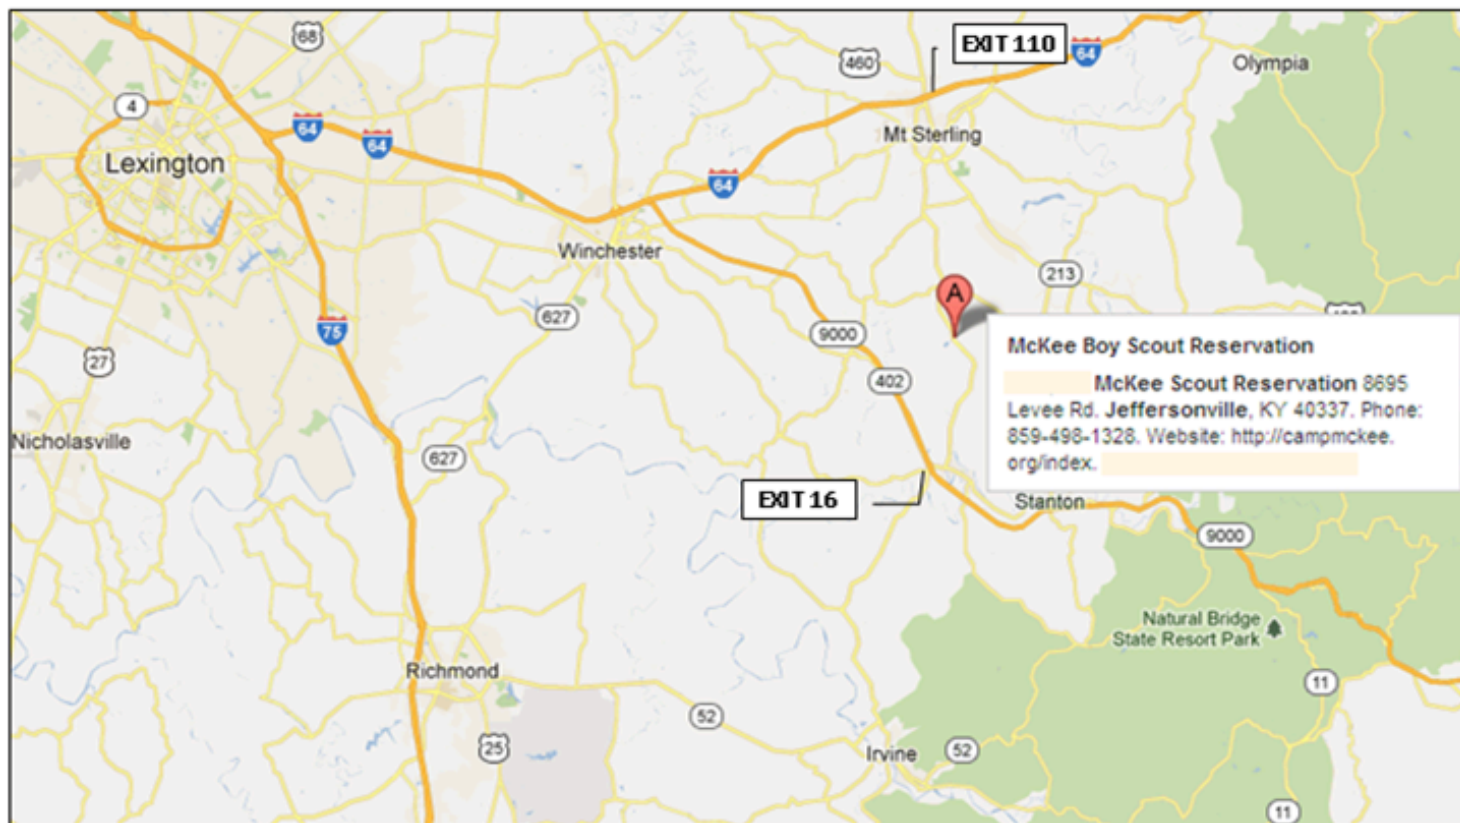 68
EXIT 110
64
460
Olympia
4
64
64
Mt Sterling
Lexington
64
Winchester
213
A
627
75
9000
27
402
McKee Boy Scout Reservation
McKee Scout Reservation 8695
Levee Rd. Jeffersonville, KY 40337. Phone:
859-498-1328. Website: http://campmckee.
org/index.
Nicholasville
627
EXIT 16
Stanton
9000
Natural Bridge
State Resort Park
Richmond
11
52
25
Irvine
52
11